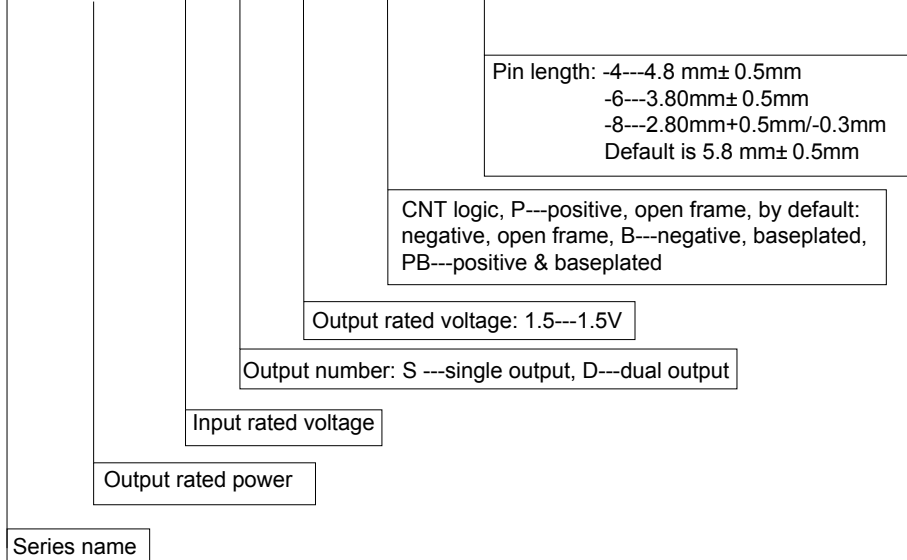 Pin length: -4---4.8 mm± 0.5mm
-6---3.80mm± 0.5mm
-8---2.80mm+0.5mm/-0.3mm
Default is 5.8 mm± 0.5mm
CNT logic, P---positive, open frame, by default:
negative, open frame, B---negative, baseplated,
PB---positive & baseplated
Output rated voltage: 1.5---1.5V
Output number: S ---single output, D---dual output
Input rated voltage
Output rated power
Series name